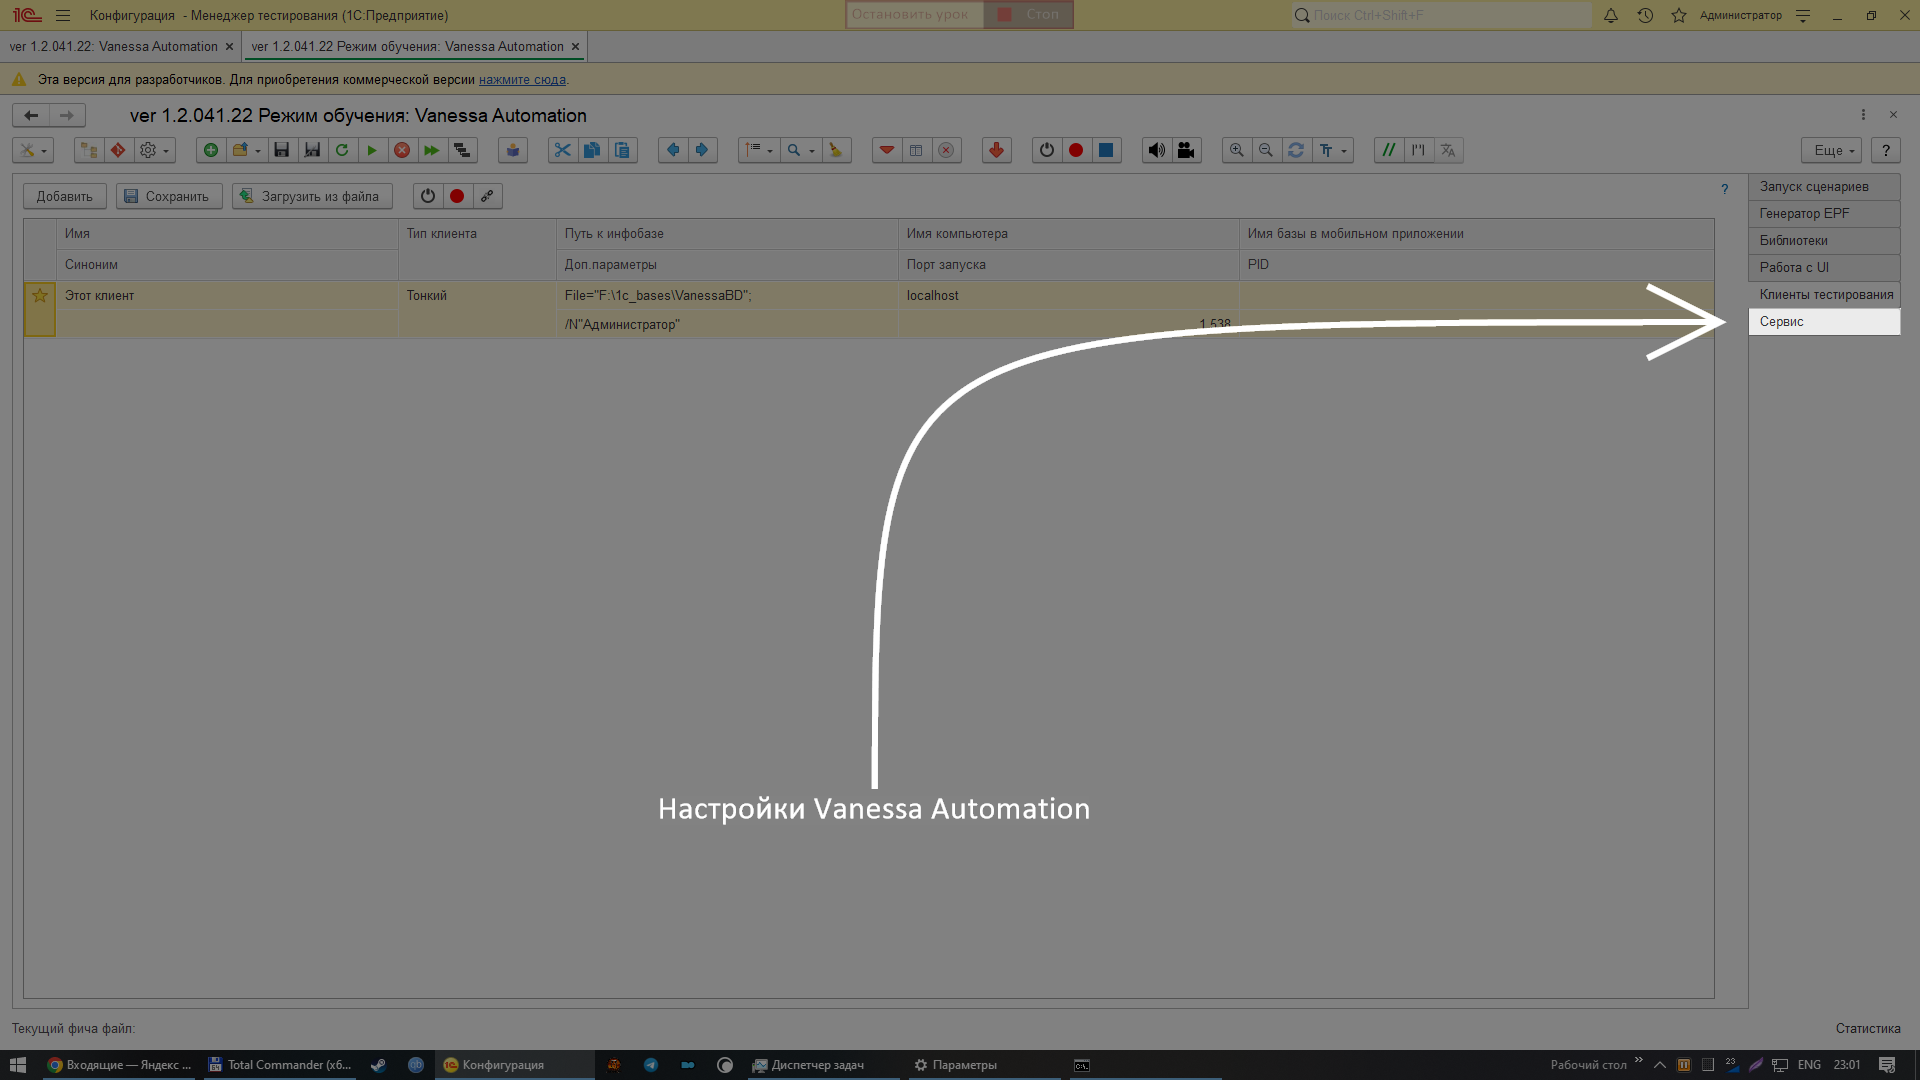 Конфигурация - Менеджер тестирования (1С:Предприятие)
Остановить урок
Стоп
Поиск Ctrl+Shift+F
Администратор
ver 1.2.041.22: Vanessa Automation
ver 1.2.041.22 Режим обучения: Vanessa Automation
Эта версия для разработчиков. Для приобретения коммерческой версии нажмите сюда.
ver 1.2.041.22 Режим обучения: Vanessa Automation
Еще
?
Добавить
Сохранить
Загрузить из файла
?
Имя
Тип клиента
Путь к инфобазе
Имя компьютера
Имя базы в мобильном приложении
Синоним
Доп.параметры
Порт запуска
PID
Этот клиент
Тонкий
File="F:\1c_bases\VanessaBD";
localhost
/N"Администратор"
1 538
Запуск сценариев
Генератор EPF
Библиотеки
Работа с UI
Клиенты тестирования
Сервис
Настройки Vanessa Automation
Текущий фича файл:
Статистика
Входящие — Яндекс ...
Total Commander (x6...
Конфигурация
Диспетчер задач
Параметры
Рабочий стол
23
ENG
23:01